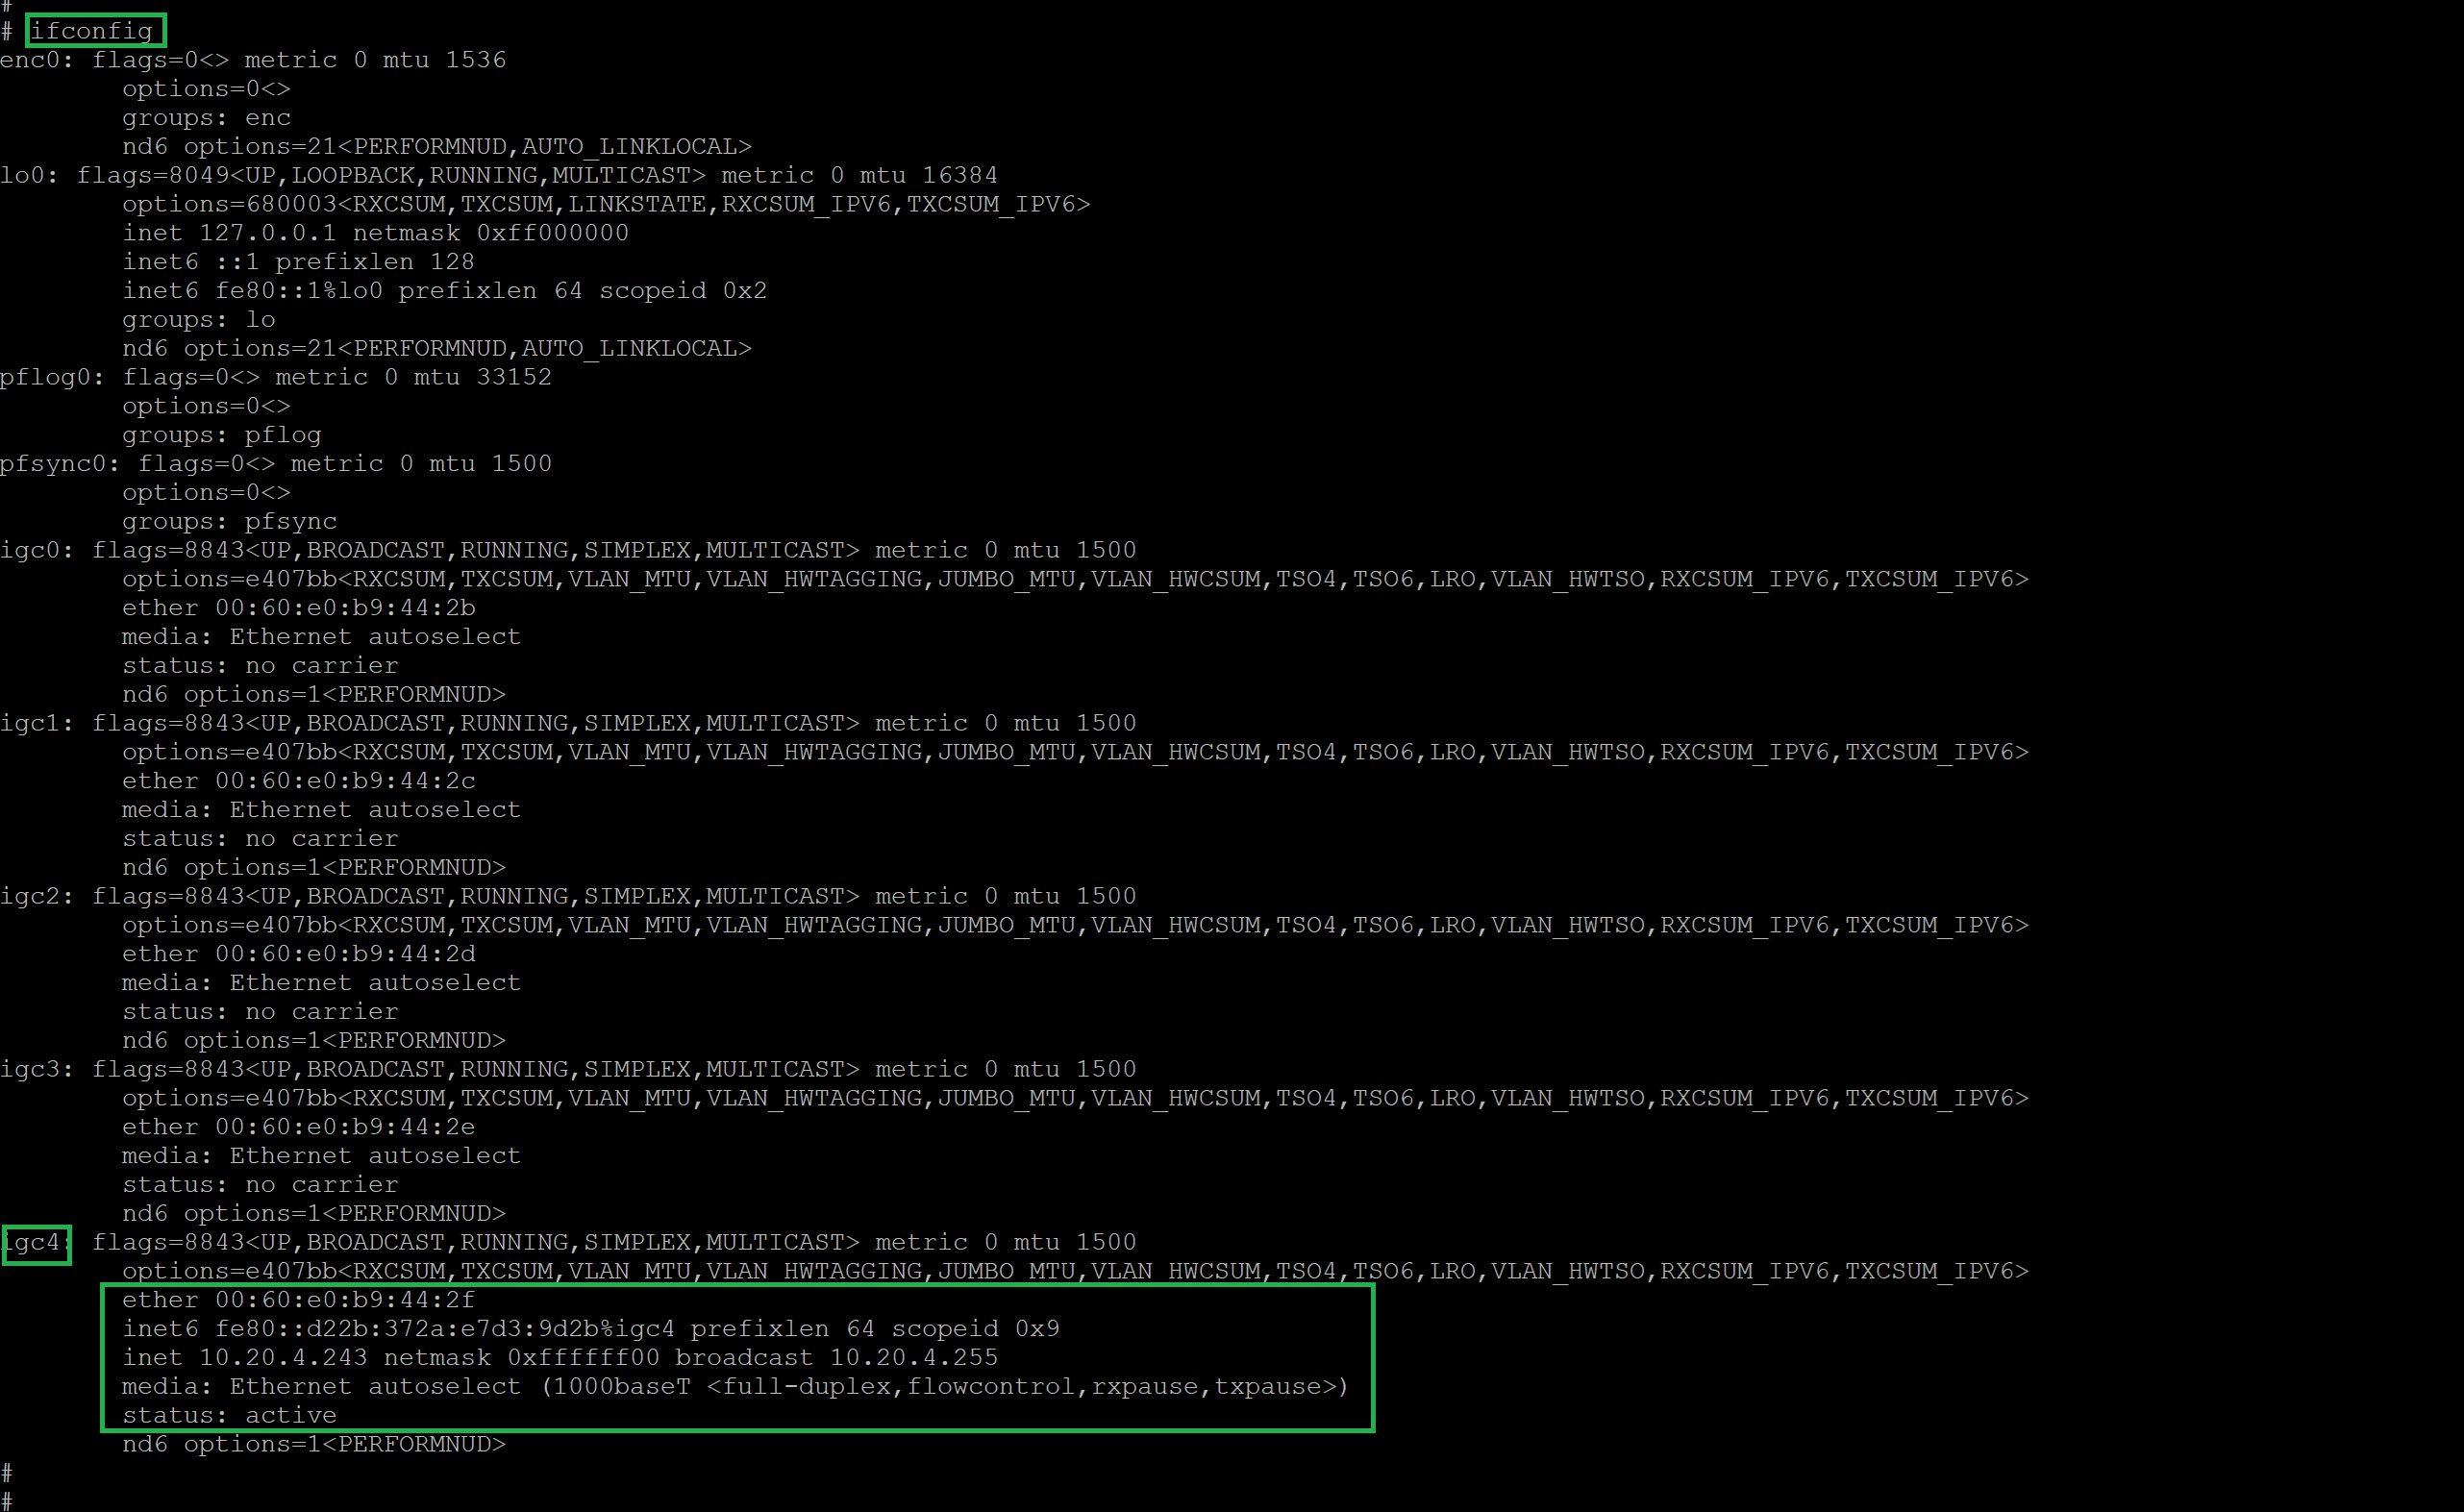 #
# ifconfig
enc0: flags=0<> metric 0 mtu 1536
options=0<>
groups: enc
nd6 options=21<PERFORMNUD,AUTO_LINKLOCAL>
lo0: flags=8049<UP,LOOPBACK,RUNNING,MULTICAST> metric 0 mtu 16384
options=680003<RXCSUM,TXCSUM,LINKSTATE,RXCSUM_IPV6,TXCSUM_IPV6>
inet 127.0.0.1 netmask 0xff000000
inet6 ::1 prefixlen 128
inet6 fe80::1%lo0 prefixlen 64 scopeid 0x2
groups: lo
nd6 options=21<PERFORMNUD,AUTO_LINKLOCAL>
pflog0: flags=0<> metric 0 mtu 33152
options=0<>
groups: pflog
pfsync0: flags=0<> metric 0 mtu 1500
options=0<>
groups: pfsync
igc0: flags=8843<UP,BROADCAST,RUNNING,SIMPLEX,MULTICAST> metric 0 mtu 1500
options=e407bb<RXCSUM,TXCSUM,VLAN_MTU,VLAN_HWTAGGING,JUMBO_MTU,VLAN_HWCSUM,TSO4,TSO6,LRO,VLAN_HWTSO,RXCSUM_IPV6,TXCSUM_IPV6>
ether 00:60:e0:b9:44:2b
media: Ethernet autoselect
status: no carrier
nd6 options=1<PERFORMNUD>
igc1: flags=8843<UP,BROADCAST,RUNNING,SIMPLEX,MULTICAST> metric 0 mtu 1500
options=e407bb<RXCSUM,TXCSUM,VLAN_MTU,VLAN_HWTAGGING,JUMBO_MTU,VLAN_HWCSUM,TSO4,TSO6,LRO,VLAN_HWTSO,RXCSUM_IPV6,TXCSUM_IPV6>
ether 00:60:e0:b9:44:2c
media: Ethernet autoselect
status: no carrier
nd6 options=1<PERFORMNUD>
igc2: flags=8843<UP,BROADCAST,RUNNING,SIMPLEX,MULTICAST> metric 0 mtu 1500
options=e407bb<RXCSUM,TXCSUM,VLAN_MTU,VLAN_HWTAGGING,JUMBO_MTU,VLAN_HWCSUM,TSO4,TSO6,LRO,VLAN_HWTSO,RXCSUM_IPV6,TXCSUM_IPV6>
ether 00:60:e0:b9:44:2d
media: Ethernet autoselect
status: no carrier
nd6 options=1<PERFORMNUD>
igc3: flags=8843<UP,BROADCAST,RUNNING,SIMPLEX,MULTICAST> metric 0 mtu 1500
options=e407bb<RXCSUM,TXCSUM,VLAN_MTU,VLAN_HWTAGGING,JUMBO_MTU,VLAN_HWCSUM,TSO4,TSO6,LRO,VLAN_HWTSO,RXCSUM_IPV6,TXCSUM_IPV6>
ether 00:60:e0:b9:44:2e
media: Ethernet autoselect
status: no carrier
nd6 options=1<PERFORMNUD>
igc4: flags=8843<UP,BROADCAST,RUNNING,SIMPLEX,MULTICAST> metric 0 mtu 1500
options=e407bb<RXCSUM,TXCSUM,VLAN_MTU,VLAN_HWTAGGING,JUMBO_MTU,VLAN_HWCSUM,TSO4,TSO6,LRO,VLAN_HWTSO,RXCSUM_IPV6,TXCSUM_IPV6>
ether 00:60:e0:b9:44:2f
inet6 fe80::d22b:372a:e7d3:9d2b%igc4 prefixlen 64 scopeid 0x9
inet 10.20.4.243 netmask 0xffffff00 broadcast 10.20.4.255
media: Ethernet autoselect (1000baseT <full-duplex,flowcontrol,rxpause,txpause>)
status: active
nd6 options=1<PERFORMNUD>
#
#